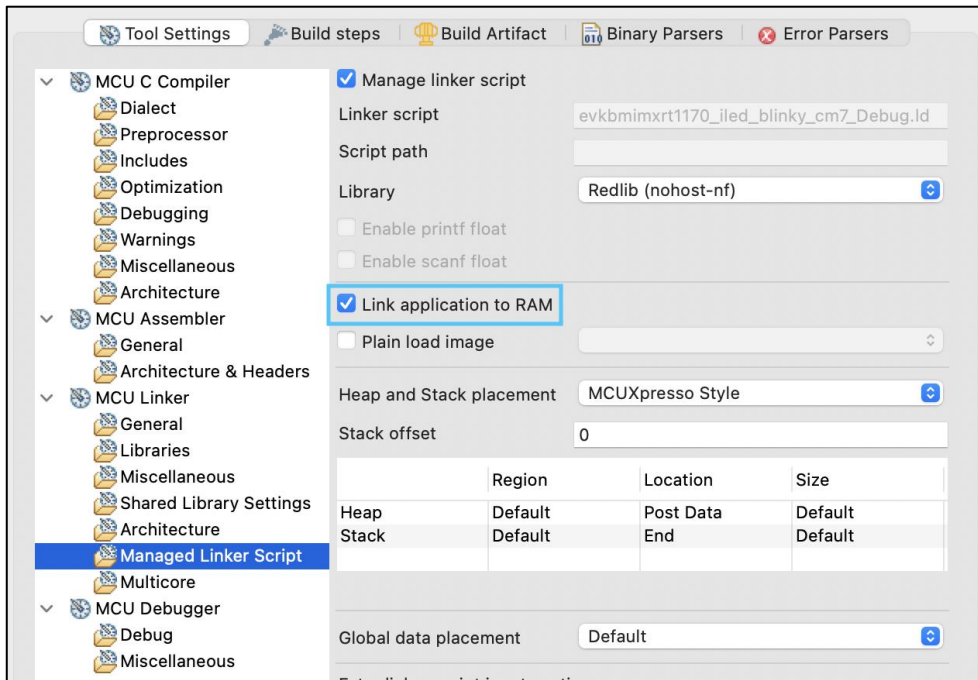 Tool Settings Build steps Build Artifact Binary Parsers Error Parsers
MCU C Compiler
Dialect
Preprocessor
Includes
Optimization
Debugging
Warnings
Miscellaneous
Architecture
MCU Assembler
General
Architecture & Headers
MCU Linker
General
Libraries
Miscellaneous
Shared Library Settings
Architecture
Managed Linker Script
Multicore
MCU Debugger
Debug
Miscellaneous
Manage linker script
Linker script evkbmimxrt1170_iled_blinky_cm7_Debug.ld
Script path
Library Redlib (nohost-nf)
Enable printf float
Enable scanf float
Link application to RAM
Plain load image
Heap and Stack placement MCUXpresso Style
Stack offset 0
Region Location Size
Heap Default Post Data Default
Stack Default End Default
Global data placement Default